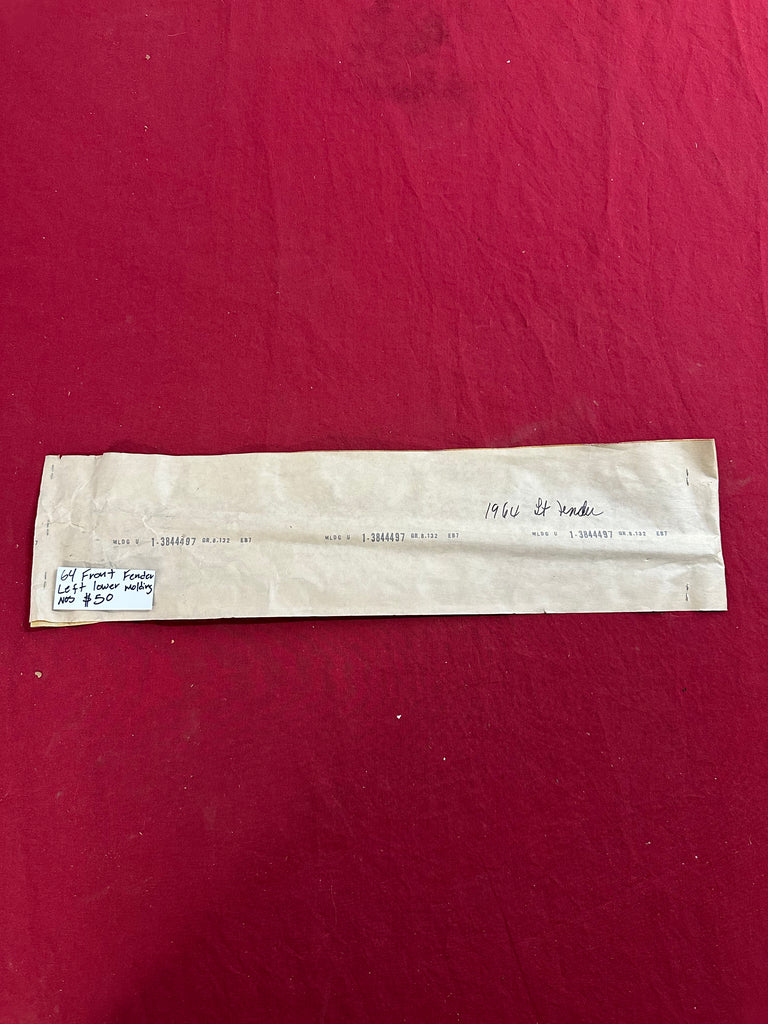 1964 Lt fender
MLDG U 1-3844497 GR.8.132 EB7 MLDG U 1-3844497 GR.8.132 EB7 MLDG U 1-3844497 GR.8.132 EB7
64 Front Fender
Left lower Molding
NOS $50